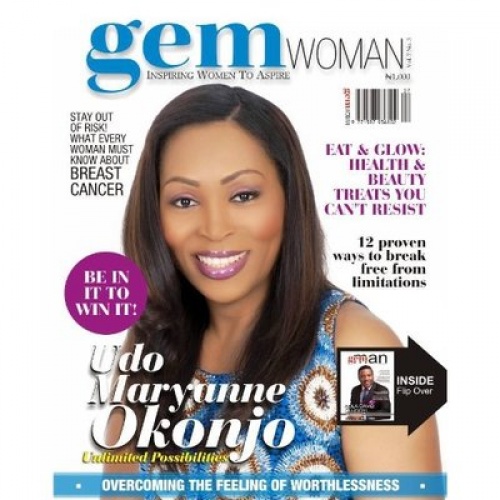 gem WOMAN
INSPIRING WOMEN TO ASPIRE
₦1,000
STAY OUT
OF RISK!
WHAT EVERY
WOMAN MUST
KNOW ABOUT
BREAST
CANCER
EAT & GLOW:
HEALTH &
BEAUTY
TREATS YOU
CAN'T RESIST
12 proven
ways to break
free from
limitations
BE IN
IT TO
WIN IT!
INSIDE
Flip Over
Udo
Maryanne
Okonjo
Unlimited Possibilities
• OVERCOMING THE FEELING OF WORTHLESSNESS •